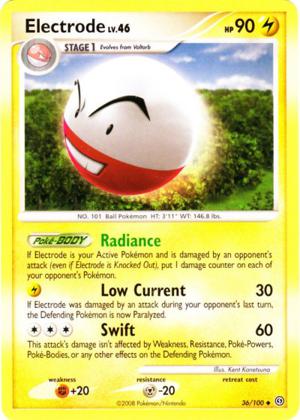 Electrode LV.46 HP 90
STAGE 1 Evolves from Voltorb
NO. 101 Ball Pokémon HT: 3'11" WT: 146.8 lbs.
Poké-BODY Radiance
If Electrode is your Active Pokémon and is damaged by an opponent's
attack (even if Electrode is Knocked Out), put 1 damage counter on each of
your opponent's Pokémon.
Low Current 30
If Electrode was damaged by an attack during your opponent's last turn,
the Defending Pokémon is now Paralyzed.
Swift 60
This attack's damage isn't affected by Weakness, Resistance, Poké-Powers,
Poké-Bodies, or any other effects on the Defending Pokémon.
Illus. Kent Kanetsuna
weakness resistance retreat cost
+20 -20
©2008 Pokémon/Nintendo 36/100